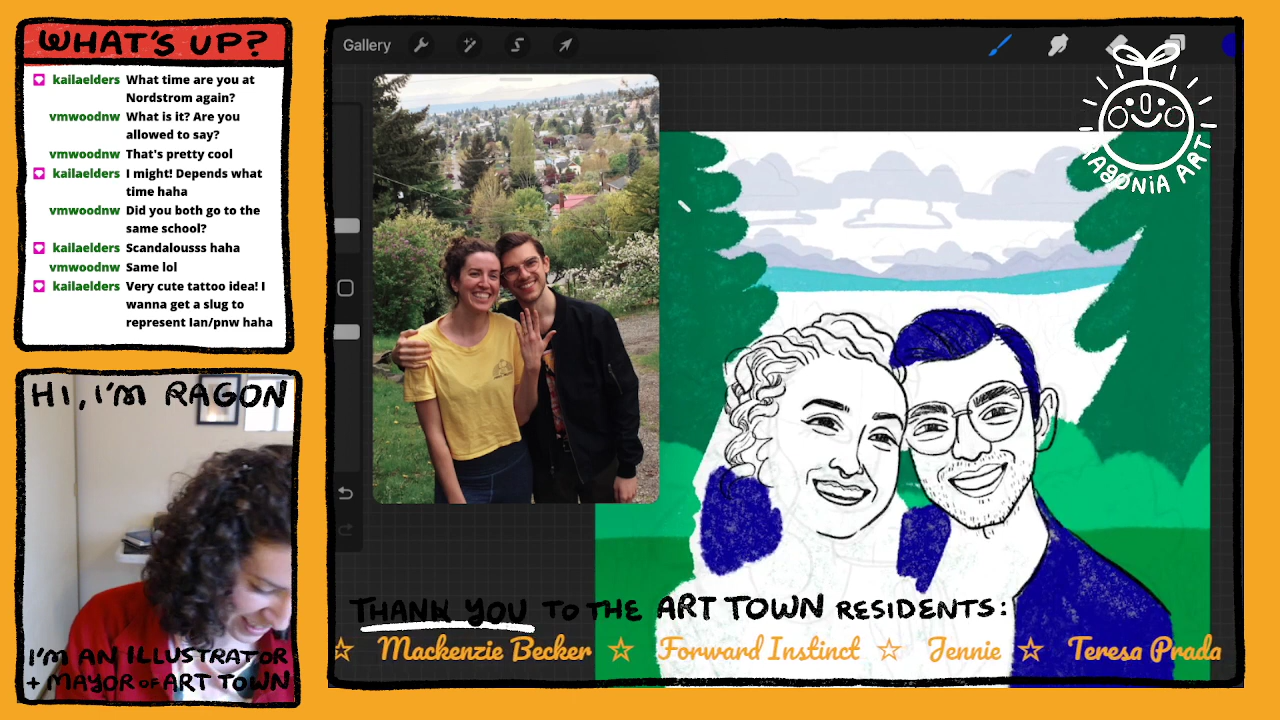 WHAT'S UP?
kailaelders What time are you at
Nordstrom again?
vmwoodnw What is it? Are you
allowed to say?
vmwoodnw That's pretty cool
kailaelders I might! Depends what
time haha
vmwoodnw Did you both go to the
same school?
kailaelders Scandalousss haha
vmwoodnw Same lol
kailaelders Very cute tattoo idea! I
wanna get a slug to
represent Ian/pnw haha
HI, I'M RAGON
I'M AN ILLUSTRATOR
+ MAYOR OF ART TOWN
Gallery
RAGONIA ART
THANK YOU TO THE ART TOWN RESIDENTS:
☆ Mackenzie Becker ☆ Forward Instinct ☆ Jennie ☆ Teresa Prada